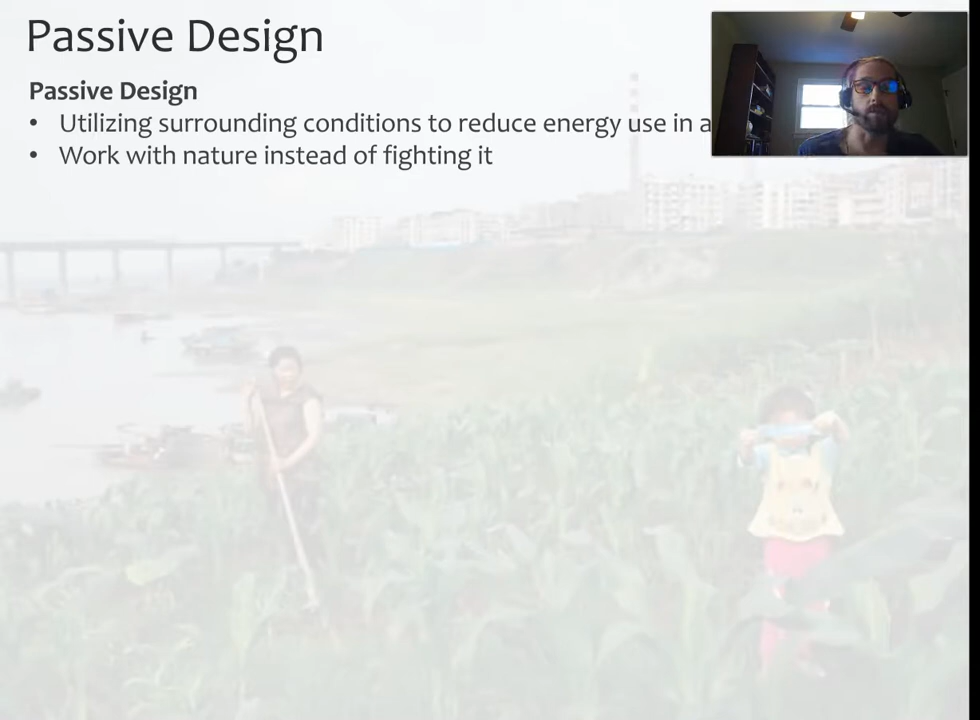 Passive Design
Passive Design
• Utilizing surrounding conditions to reduce energy use in a
• Work with nature instead of fighting it